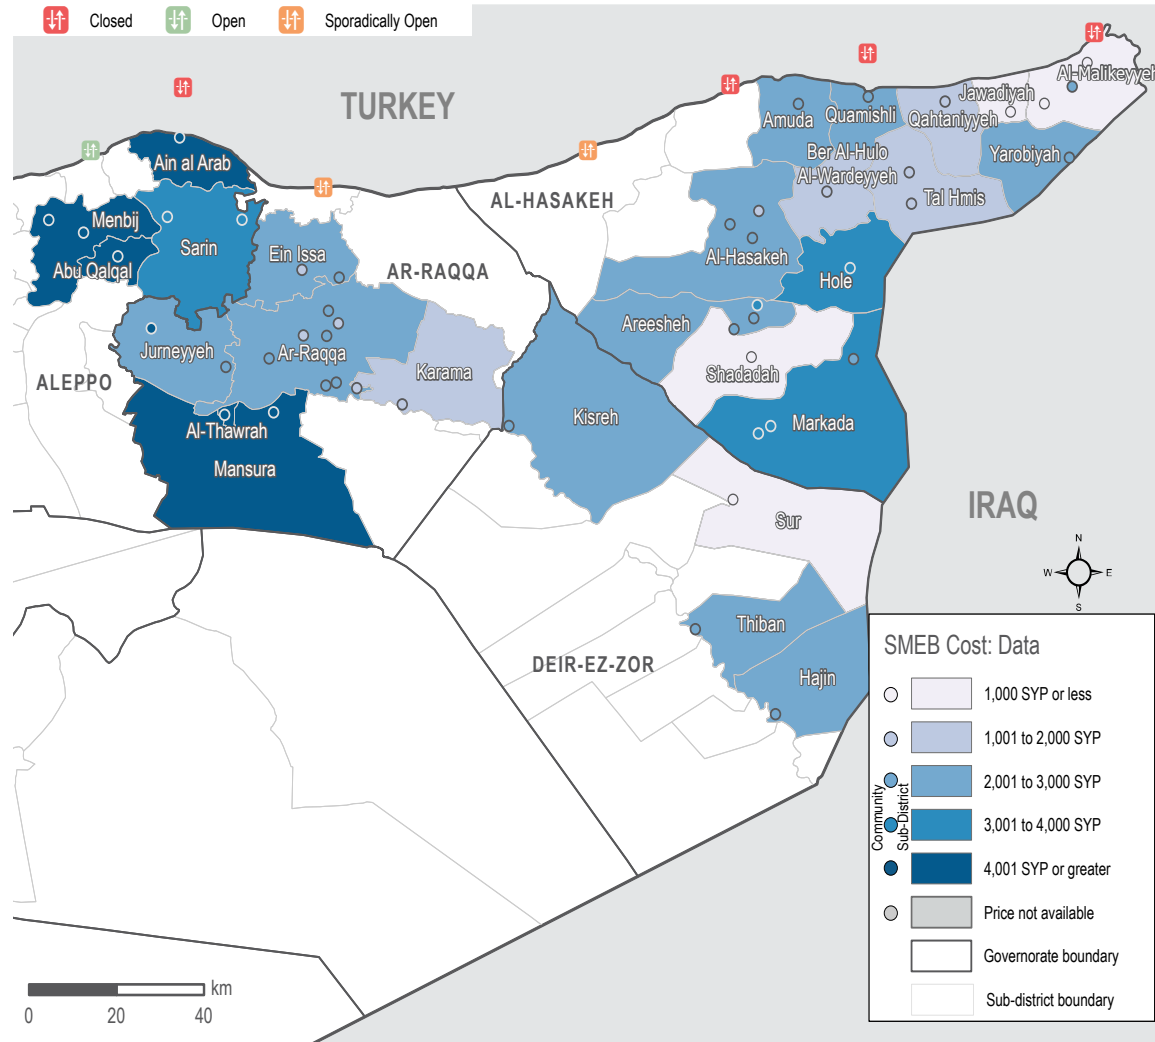 Closed
Open
Sporadically Open
TURKEY
Al-Malikeyyeh
Jawadiyah
Quamishli
Qahtaniyyeh
Amuda
Ain al Arab
Ber Al-Hulo
Al-Wardeyyeh
Yarobiyah
Tal Hmis
AL-HASAKEH
Menbij
Sarin
Ein Issa
Al-Hasakeh
Abu Qalqal
AR-RAQQA
Hole
Areesheh
Jurneyyeh
Ar-Raqqa
Karama
Shadadah
ALEPPO
Kisreh
Markada
Al-Thawrah
Mansura
IRAQ
Sur
N
W
E
S
Thiban
DEIR-EZ-ZOR
Hajin
SMEB Cost: Data
1,000 SYP or less
1,001 to 2,000 SYP
2,001 to 3,000 SYP
3,001 to 4,000 SYP
4,001 SYP or greater
Price not available
Governorate boundary
Sub-district boundary
Community
Sub-District
km
0 20 40